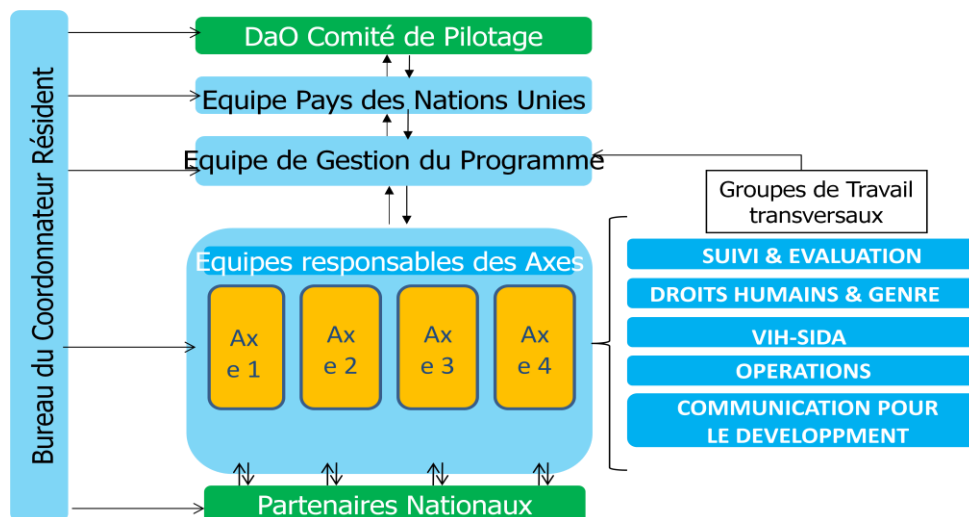 Bureau du Coordonnateur Résident
DaO Comité de Pilotage
Equipe Pays des Nations Unies
Equipe de Gestion du Programme
Groupes de Travail
transversaux
Equipes responsables des Axes
Ax
e 1
Ax
e 2
Ax
e 3
Ax
e 4
SUIVI & EVALUATION
DROITS HUMAINS & GENRE
VIH-SIDA
OPERATIONS
COMMUNICATION POUR
LE DEVELOPPMENT
Partenaires Nationaux